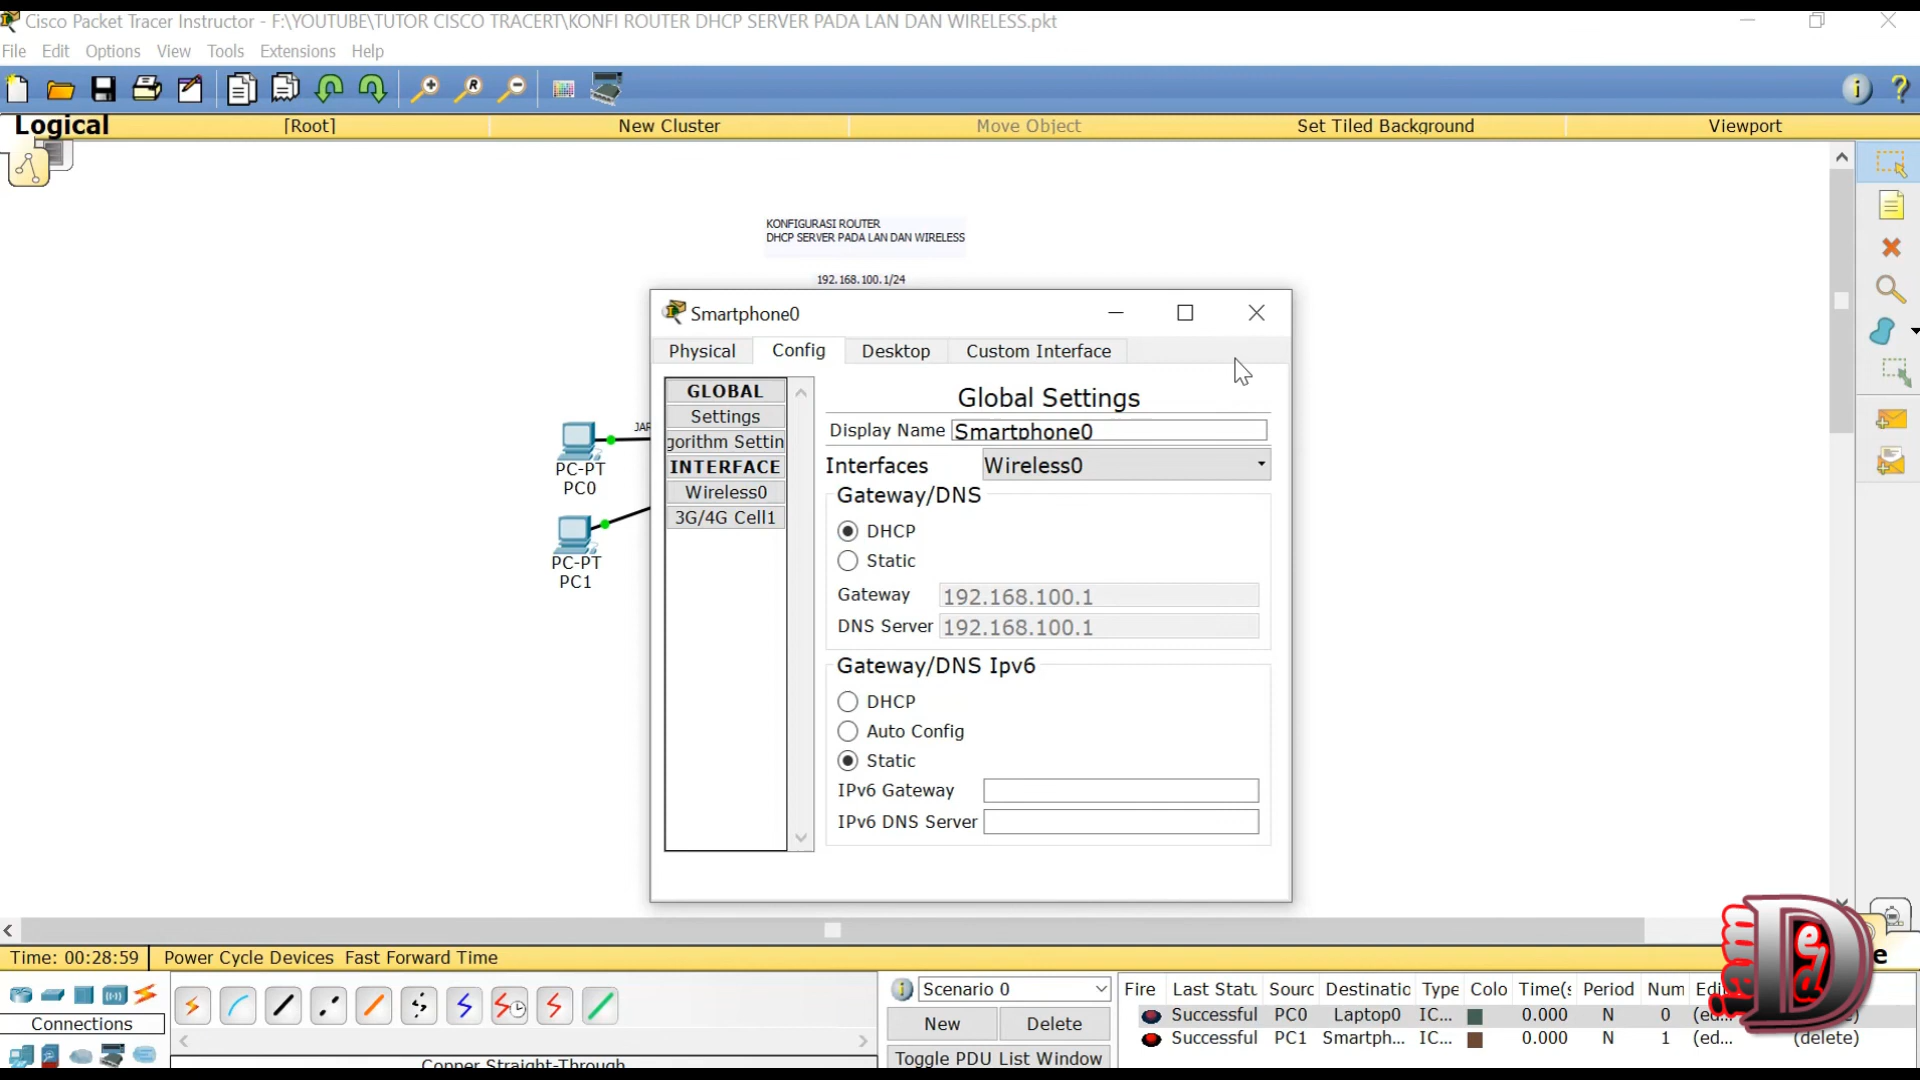 Cisco Packet Tracer Instructor - F:\YOUTUBE\TUTOR CISCO TRACERT\KONFI ROUTER DHCP SERVER PADA LAN DAN WIRELESS.pkt
File Edit Options View Tools Extensions Help
Logical [Root] New Cluster Move Object Set Tiled Background Viewport
KONFIGURASI ROUTER
DHCP SERVER PADA LAN DAN WIRELESS
192.168.100.1/24
Smartphone0
Physical Config Desktop Custom Interface
GLOBAL
Settings
gorithm Settin
INTERFACE
Wireless0
3G/4G Cell1
Global Settings
Display Name Smartphone0
Interfaces Wireless0
Gateway/DNS
DHCP
Static
Gateway 192.168.100.1
DNS Server 192.168.100.1
Gateway/DNS Ipv6
DHCP
Auto Config
Static
IPv6 Gateway
IPv6 DNS Server
JAR
PC-PT
PC0
PC-PT
PC1
Time: 00:28:59 Power Cycle Devices Fast Forward Time
Connections
Copper Straight-Through
Scenario 0
New Delete
Toggle PDU List Window
Fire Last Statu Sourc Destinatio Type Colo Time(s Period Num Edi
Successful PC0 Laptop0 IC... 0.000 N 0 (ed...
Successful PC1 Smartph... IC... 0.000 N 1 (ed... (delete)